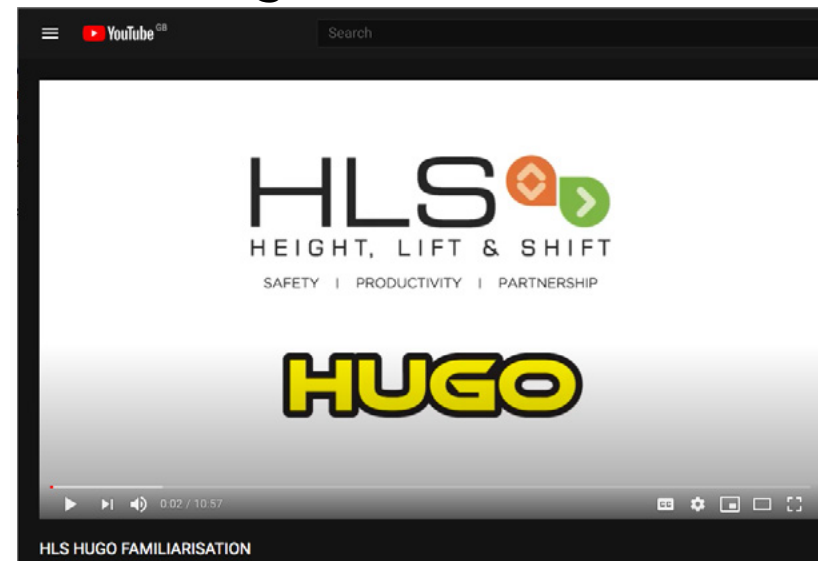 YouTube GB
Search
HLS
HEIGHT, LIFT & SHIFT
SAFETY | PRODUCTIVITY | PARTNERSHIP
HUGO
0:02 / 10:57
CC
HLS HUGO FAMILIARISATION